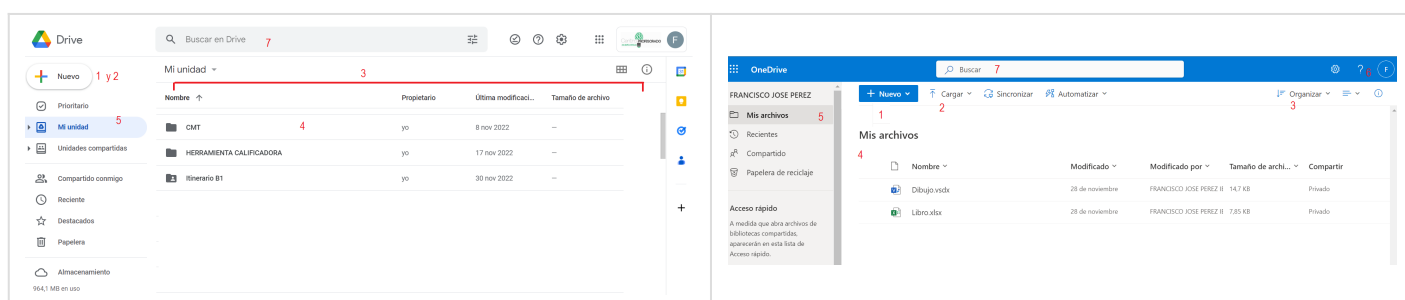 Drive
Buscar en Drive 7
F
Nuevo 1 y 2
Mi unidad 3
Nombre Propietario Última modificaci... Tamaño de archivo
Prioritario
Mi unidad 5
Unidades compartidas
Compartido conmigo
Reciente
Destacados
Papelera
Almacenamiento
964,1 MB en uso
4
CMT yo 8 nov 2022 —
HERRAMIENTA CALIFICADORA yo 17 nov 2022 —
Itinerario B1 yo 30 nov 2022 —
OneDrive
Buscar 7
? F
FRANCISCO JOSE PEREZ
Mis archivos 5
Recientes
Compartido
Papelera de reciclaje
Acceso rápido
A medida que abra archivos de
bibliotecas compartidas,
aparecerán en esta lista de
Acceso rápido.
+ Nuevo Cargar Sincronizar Automatizar Organizar
1 2 3
Mis archivos
4
Nombre Modificado Modificado por Tamaño de archi... Compartir
Dibujo.vsdx 28 de noviembre FRANCISCO JOSE PEREZ 14,7 KB Privado
Libro.xlsx 28 de noviembre FRANCISCO JOSE PEREZ 7,85 KB Privado